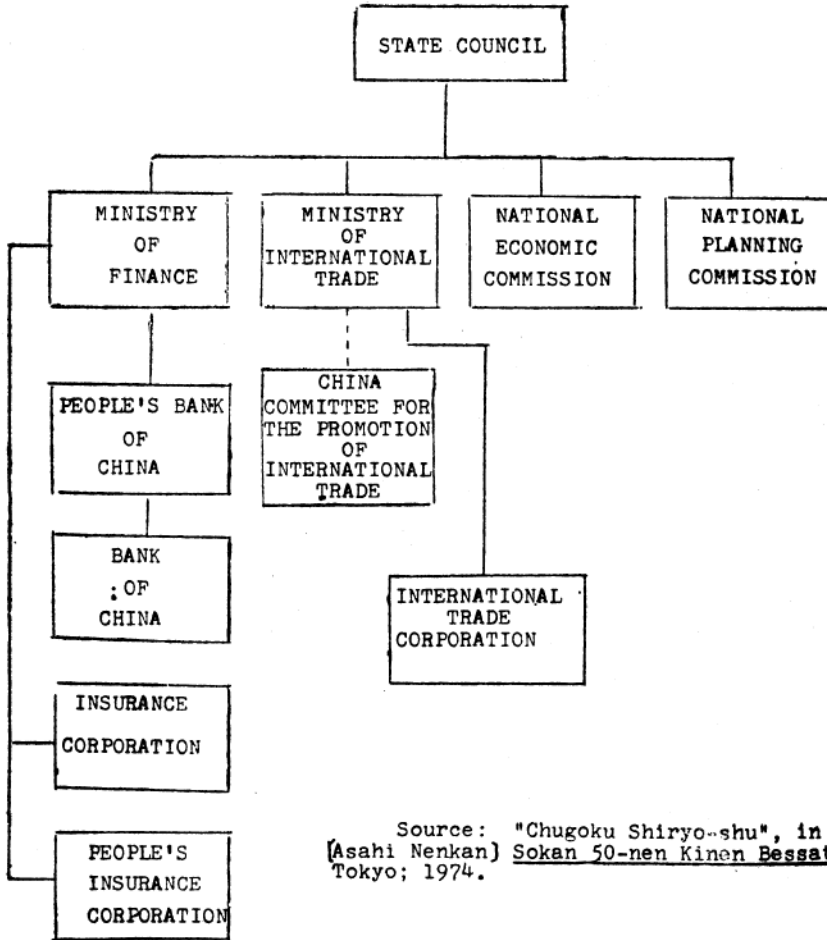 STATE COUNCIL
MINISTRY
OF
FINANCE
MINISTRY
OF
INTERNATIONAL
TRADE
NATIONAL
ECONOMIC
COMMISSION
NATIONAL
PLANNING
COMMISSION
PEOPLE'S BANK
OF
CHINA
CHINA
COMMITTEE FOR
THE PROMOTION
OF
INTERNATIONAL
TRADE
BANK
OF
CHINA
INTERNATIONAL
TRADE
CORPORATION
INSURANCE
CORPORATION
PEOPLE'S
INSURANCE
CORPORATION
Source: "Chugoku Shiryo-shu", in
[Asahi Nenkan] Sokan 50-nen Kinen Bessat
Tokyo; 1974.